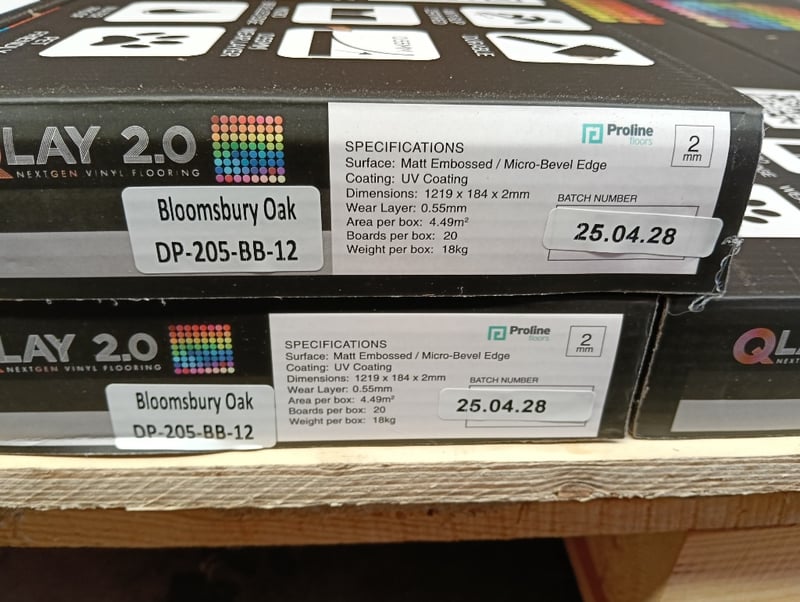 LAY 2.0
NEXTGEN VINYL FLOORING
Bloomsbury Oak
DP-205-BB-12
SPECIFICATIONS
Surface: Matt Embossed / Micro-Bevel Edge
Coating: UV Coating
Dimensions: 1219 x 184 x 2mm
Wear Layer: 0.55mm
Area per box: 4.49m²
Boards per box: 20
Weight per box: 18kg
Proline
floors
2
mm
BATCH NUMBER
25.04.28
LAY 2.0
NEXTGEN VINYL FLOORING
Bloomsbury Oak
DP-205-BB-12
SPECIFICATIONS
Surface: Matt Embossed / Micro-Bevel Edge
Coating: UV Coating
Dimensions: 1219 x 184 x 2mm
Wear Layer: 0.55mm
Area per box: 4.49m²
Boards per box: 20
Weight per box: 18kg
Proline
floors
2
mm
BATCH NUMBER
25.04.28
QL